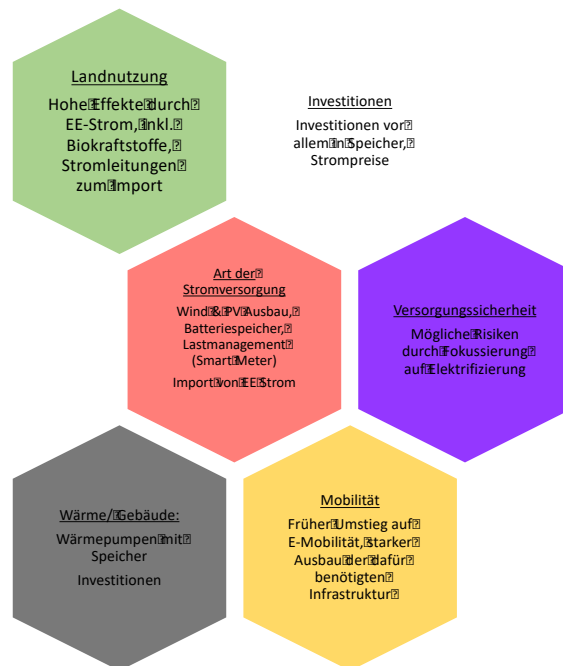 Landnutzung
Hohe Effekte durch
EE-Strom, inkl.
Biokraftstoffe,
Stromleitungen
zum Import
Investitionen
Investitionen vor
allem in Speicher,
Strompreise
Art der
Stromversorgung
Wind & PV Ausbau,
Batteriespeicher,
Lastmanagement
(Smart Meter)
Import von EE Strom
Versorgungssicherheit
Mögliche Risiken
durch Fokussierung
auf Elektrifizierung
Wärme/ Gebäude:
Wärmepumpen mit
Speicher
Investitionen
Mobilität
Früher Umstieg auf
E-Mobilität, starker
Ausbau der dafür
benötigten
Infrastruktur